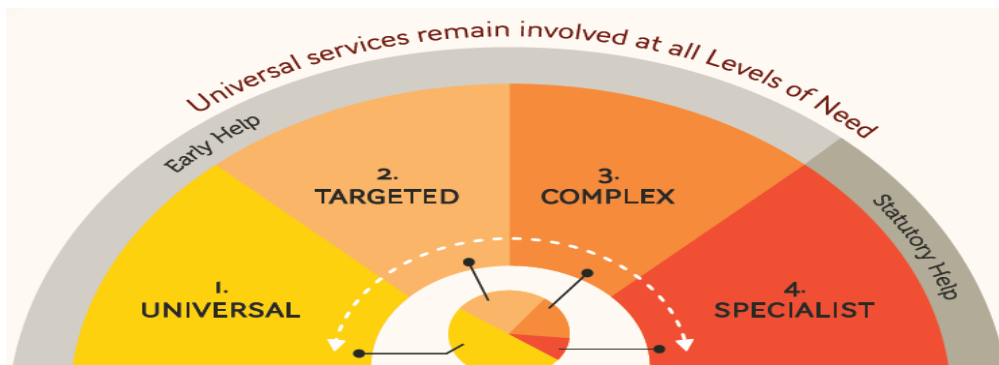 Universal services remain involved at all Levels of Need
Early Help
2.
TARGETED
3.
COMPLEX
Statutory Help
1.
UNIVERSAL
4.
SPECIALIST